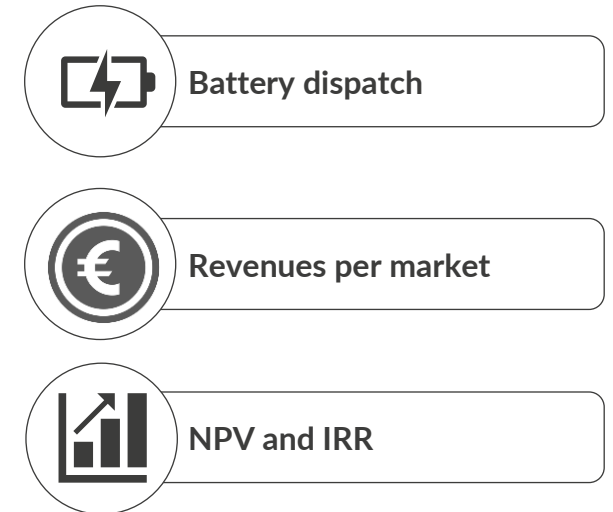 Battery dispatch
€
Revenues per market
NPV and IRR